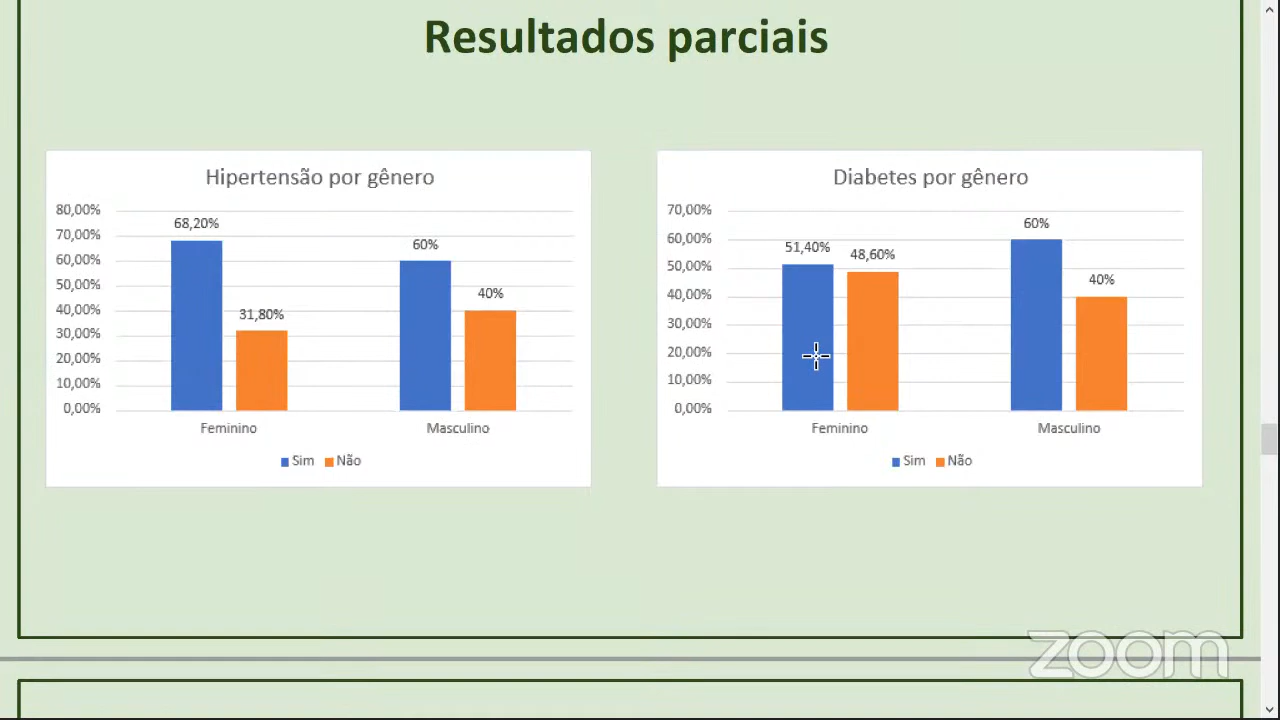 Resultados parciais
Hipertensão por gênero
80,00%
70,00%
60,00%
50,00%
40,00%
30,00%
20,00%
10,00%
0,00%
68,20%
31,80%
60%
40%
Feminino
Masculino
Sim Não
Diabetes por gênero
70,00%
60,00%
50,00%
40,00%
30,00%
20,00%
10,00%
0,00%
51,40%
48,60%
60%
40%
Feminino
Masculino
Sim Não
zoom